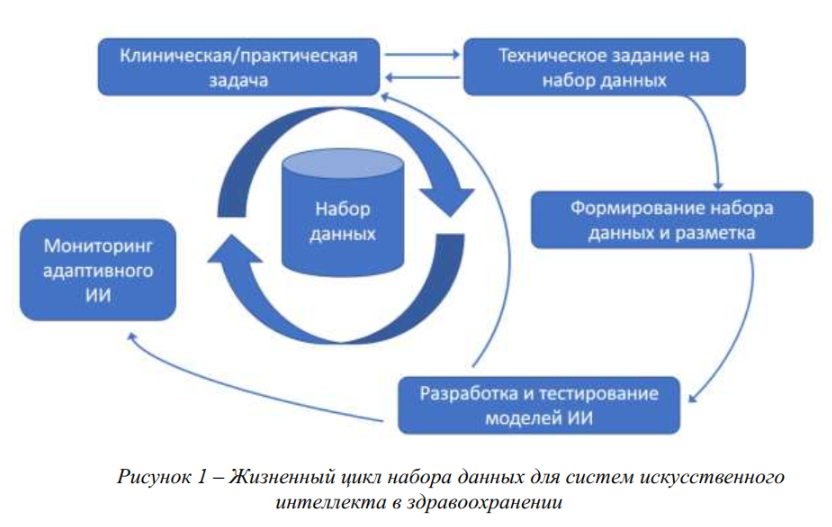 Клиническая/практическая
задача
Техническое задание на
набор данных
Набор
данных
Формирование набора
данных и разметка
Мониторинг
адаптивного
ИИ
Разработка и тестирование
моделей ИИ
Рисунок 1 – Жизненный цикл набора данных для систем искусственного
интеллекта в здравоохранении